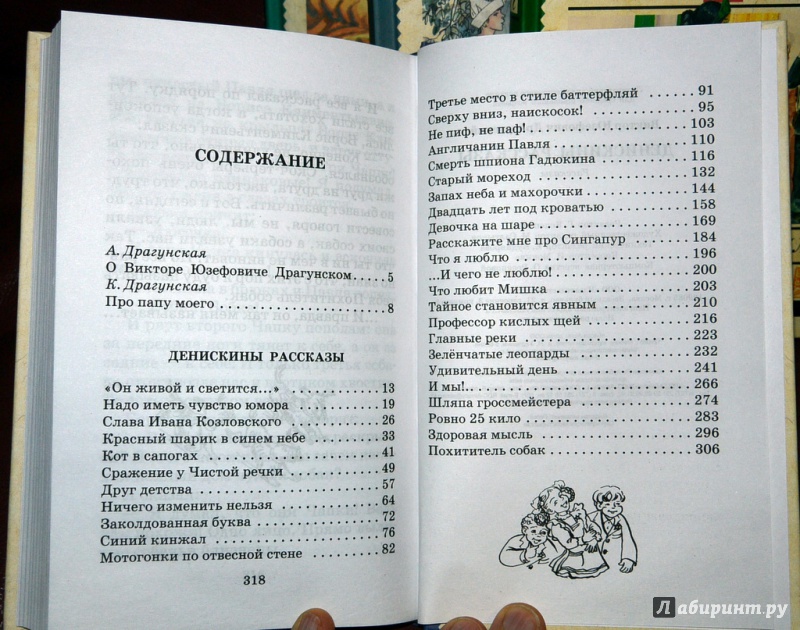 СОДЕРЖАНИЕ
А. Драгунская
О Викторе Юзефовиче Драгунском . . 5
К. Драгунская
Про папу моего . . . . . . . . . . . . . . . . . . . 8
ДЕНИСКИНЫ РАССКАЗЫ
«Он живой и светится...» . . . . . . . . . . 13
Надо иметь чувство юмора . . . . . . . . . 19
Слава Ивана Козловского . . . . . . . . . . 26
Красный шарик в синем небе . . . . . . . 33
Кот в сапогах . . . . . . . . . . . . . . . . . . . . 41
Сражение у Чистой речки . . . . . . . . . . 49
Друг детства . . . . . . . . . . . . . . . . . . . . . 57
Ничего изменить нельзя . . . . . . . . . . . 64
Заколдованная буква . . . . . . . . . . . . . . 72
Синий кинжал . . . . . . . . . . . . . . . . . . . 76
Мотогонки по отвесной стене . . . . . . . 82
318
Третье место в стиле баттерфляй . . . . . 91
Сверху вниз, наискосок! . . . . . . . . . . . 95
Не пиф, не паф! . . . . . . . . . . . . . . . . . 103
Англичанин Павля . . . . . . . . . . . . . . . 110
Смерть шпиона Гадюкина . . . . . . . . . 116
Старый мореход . . . . . . . . . . . . . . . . . 132
Запах неба и махорочки . . . . . . . . . . . 144
Двадцать лет под кроватью . . . . . . . . 158
Девочка на шаре . . . . . . . . . . . . . . . . . 169
Расскажите мне про Сингапур . . . . . . 184
Что я люблю . . . . . . . . . . . . . . . . . . . . 196
...И чего не люблю! . . . . . . . . . . . . . . 200
Что любит Мишка . . . . . . . . . . . . . . . 203
Тайное становится явным . . . . . . . . . 210
Профессор кислых щей . . . . . . . . . . . 216
Главные реки . . . . . . . . . . . . . . . . . . . 223
Зелёнчатые леопарды . . . . . . . . . . . . . 232
Удивительный день . . . . . . . . . . . . . . 241
И мы!.. . . . . . . . . . . . . . . . . . . . . . . . . 266
Шляпа гроссмейстера . . . . . . . . . . . . 274
Ровно 25 кило . . . . . . . . . . . . . . . . . . 283
Здоровая мысль . . . . . . . . . . . . . . . . . 296
Похититель собак . . . . . . . . . . . . . . . . 306
Лабиринт.ру